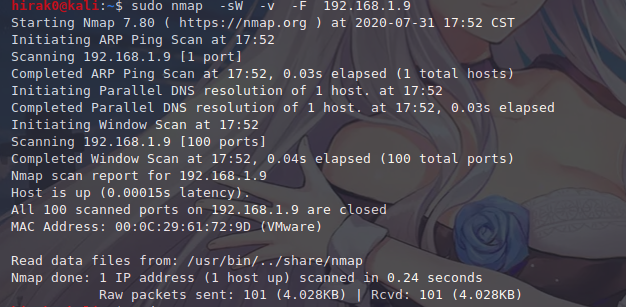 hirak0@kali:~$ sudo nmap  -sW  -v  -F  192.168.1.9
Starting Nmap 7.80 ( https://nmap.org ) at 2020-07-31 17:52 CST
Initiating ARP Ping Scan at 17:52
Scanning 192.168.1.9 [1 port]
Completed ARP Ping Scan at 17:52, 0.03s elapsed (1 total hosts)
Initiating Parallel DNS resolution of 1 host. at 17:52
Completed Parallel DNS resolution of 1 host. at 17:52, 0.03s elapsed
Initiating Window Scan at 17:52
Scanning 192.168.1.9 [100 ports]
Completed Window Scan at 17:52, 0.04s elapsed (100 total ports)
Nmap scan report for 192.168.1.9
Host is up (0.00015s latency).
All 100 scanned ports on 192.168.1.9 are closed
MAC Address: 00:0C:29:61:72:9D (VMware)

Read data files from: /usr/bin/../share/nmap
Nmap done: 1 IP address (1 host up) scanned in 0.24 seconds
           Raw packets sent: 101 (4.028KB) | Rcvd: 101 (4.028KB)